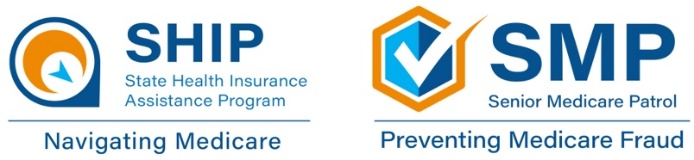 SHIP
State Health Insurance
Assistance Program
Navigating Medicare
SMP
Senior Medicare Patrol
Preventing Medicare Fraud